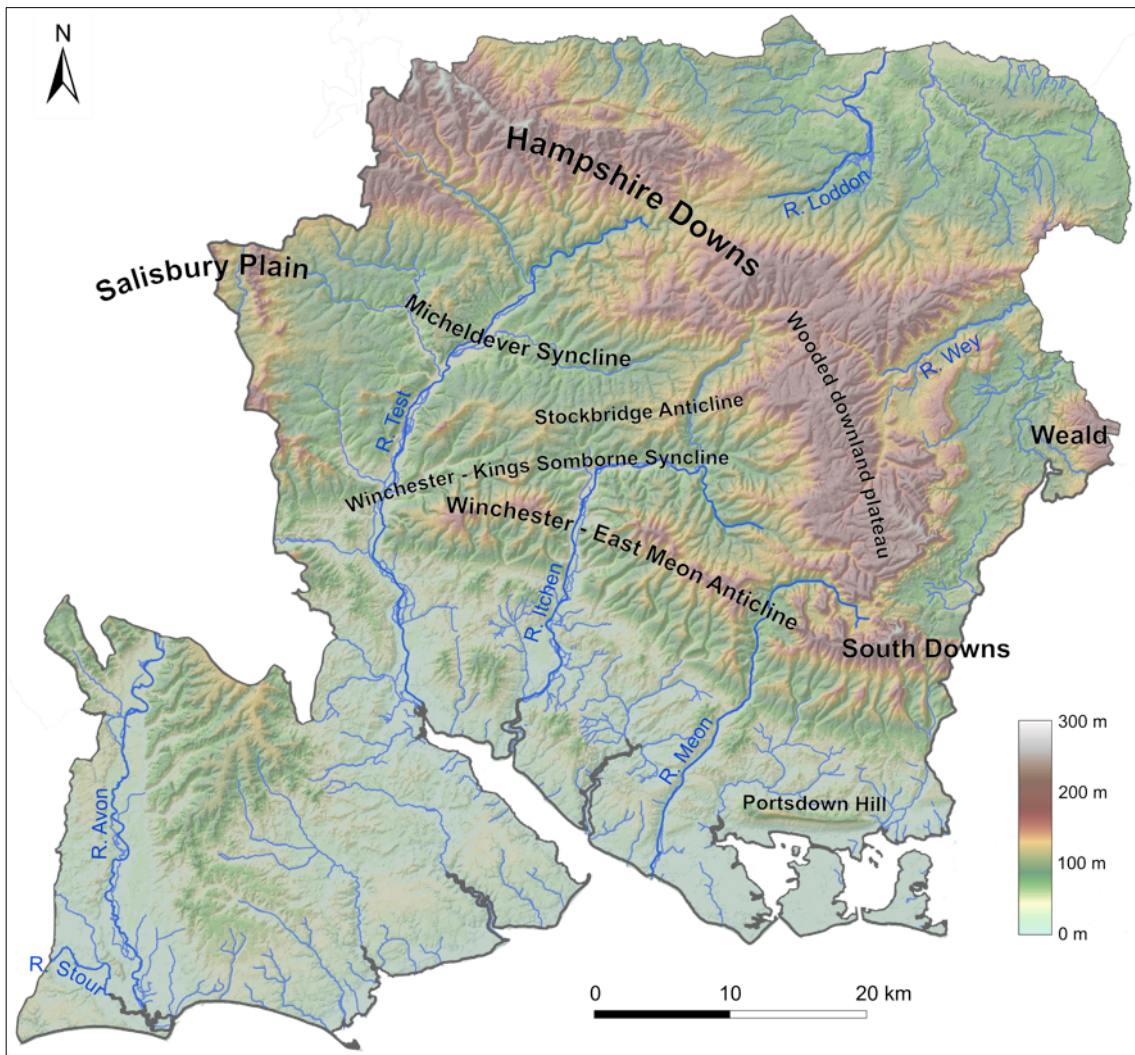 N
Hampshire Downs
R. Loddon
Salisbury Plain
Micheldever Syncline
Wooded downland plateau
R. Wey
R. Test
Stockbridge Anticline
Weald
Winchester - Kings Somborne Syncline
Winchester - East Meon Anticline
R. Itchen
South Downs
R. Meon
Portsdown Hill
R. Avon
R. Stour
300 m
200 m
100 m
0 m
0 10 20 km